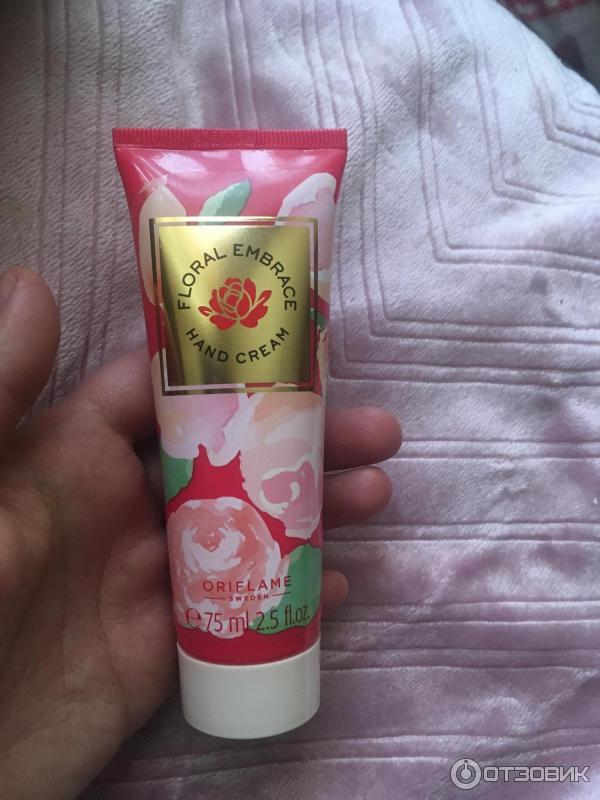 FLORAL EMBRACE
HAND CREAM
ORIFLAME
SWEDEN
℮ 75 ml 2.5 fl.oz.
ОТЗОВИК